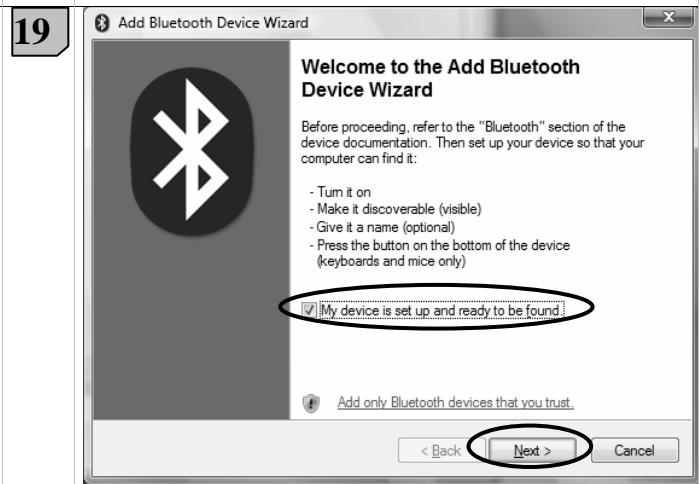 19
Add Bluetooth Device Wizard
Welcome to the Add Bluetooth
Device Wizard
Before proceeding, refer to the "Bluetooth" section of the
device documentation. Then set up your device so that your
computer can find it:
- Turn it on
- Make it discoverable (visible)
- Give it a name (optional)
- Press the button on the bottom of the device
(keyboards and mice only)
My device is set up and ready to be found.
Add only Bluetooth devices that you trust.
< Back Next > Cancel